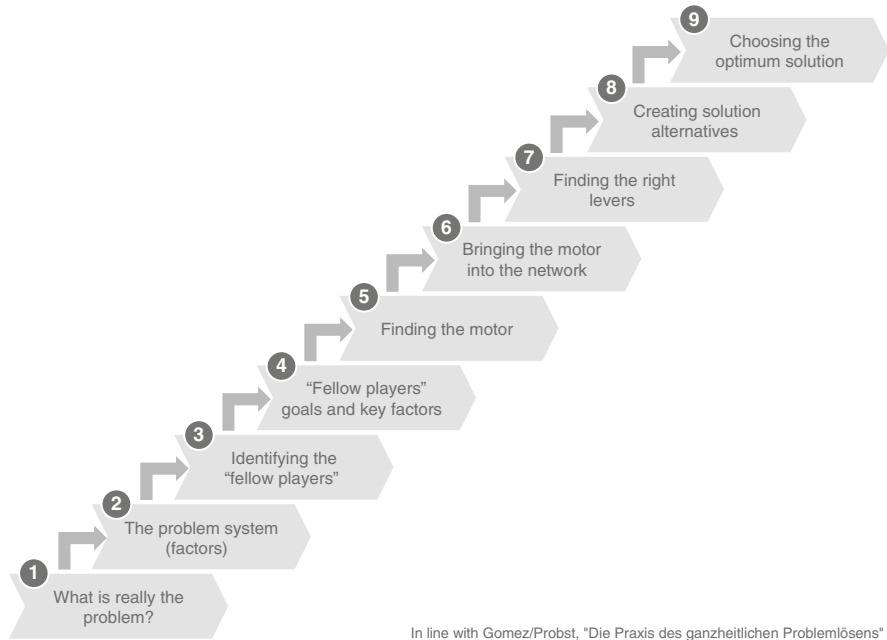 9
Choosing the
optimum solution
8
Creating solution
alternatives
7
Finding the right
levers
6
Bringing the motor
into the network
5
Finding the motor
4
“Fellow players”
goals and key factors
3
Identifying the
“fellow players”
2
The problem system
(factors)
1
What is really the
problem?
In line with Gomez/Probst, "Die Praxis des ganzheitlichen Problemlösens"